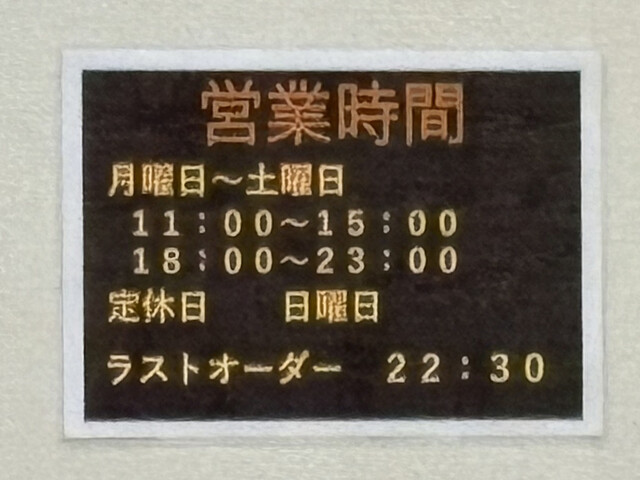 営業時間
月曜日～土曜日
11:00～15:00
18:00～23:00
定休日　日曜日
ラストオーダー　22:30